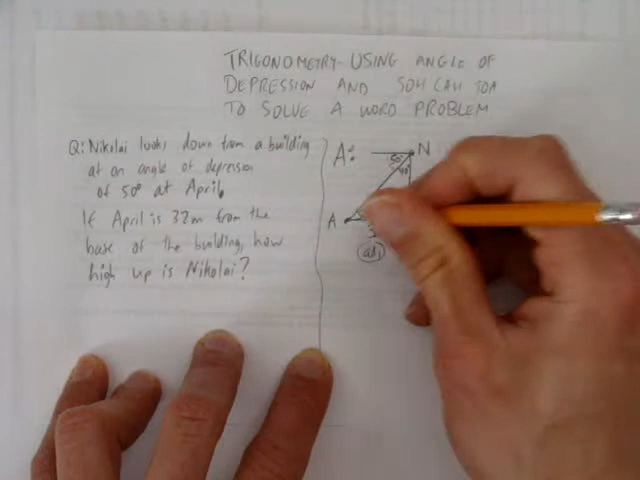 TRIGONOMETRY- USING ANGLE OF
DEPRESSION AND SOH CAH TOA
TO SOLVE A WORD PROBLEM
Q: Nikolai looks down from a building
at an angle of depression
of 50° at April.
If April is 32m from the
base of the building, how
high up is Nikolai?
A:
N
50°
40°
A
3
adj